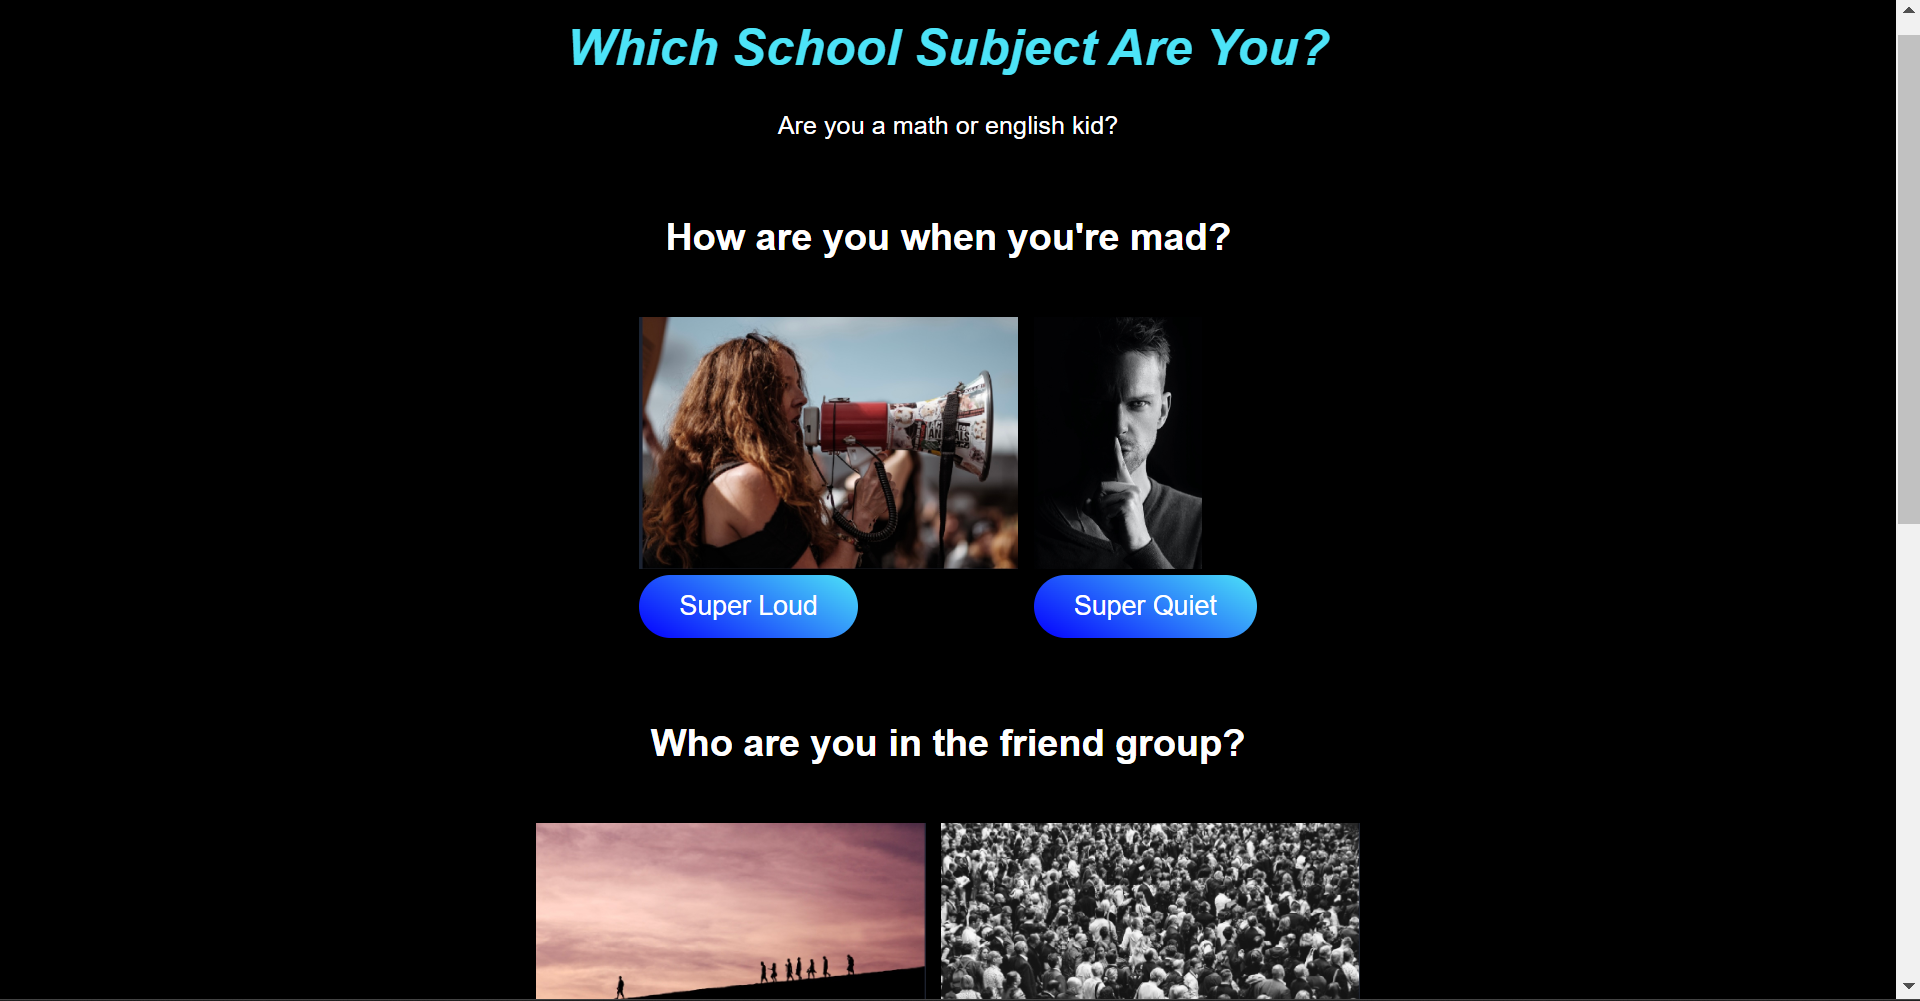 Which School Subject Are You?
Are you a math or english kid?
How are you when you're mad?
Super Loud
Super Quiet
Who are you in the friend group?